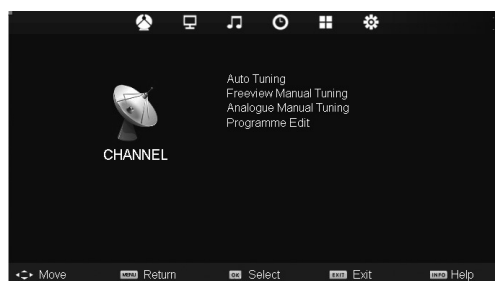 Auto Tuning
Freeview Manual Tuning
Analogue Manual Tuning
Programme Edit
CHANNEL
Move MENU Return OK Select EXIT Exit INFO Help